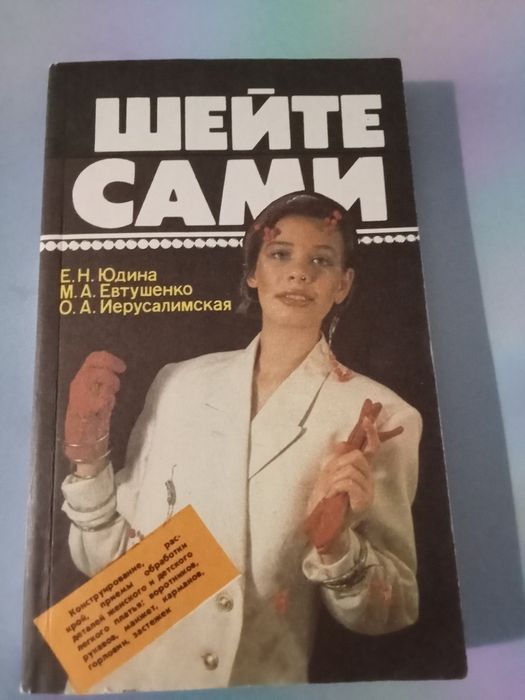 ШЕЙТЕ
САМИ
Е.Н.Юдина
М.А.Евтушенко
О.А.Иерусалимская
Конструирование, рас-
крой, приемы обработки
деталей женского и детского
легкого платья: воротников,
рукавов, манжет, карманов,
горловин, застежек